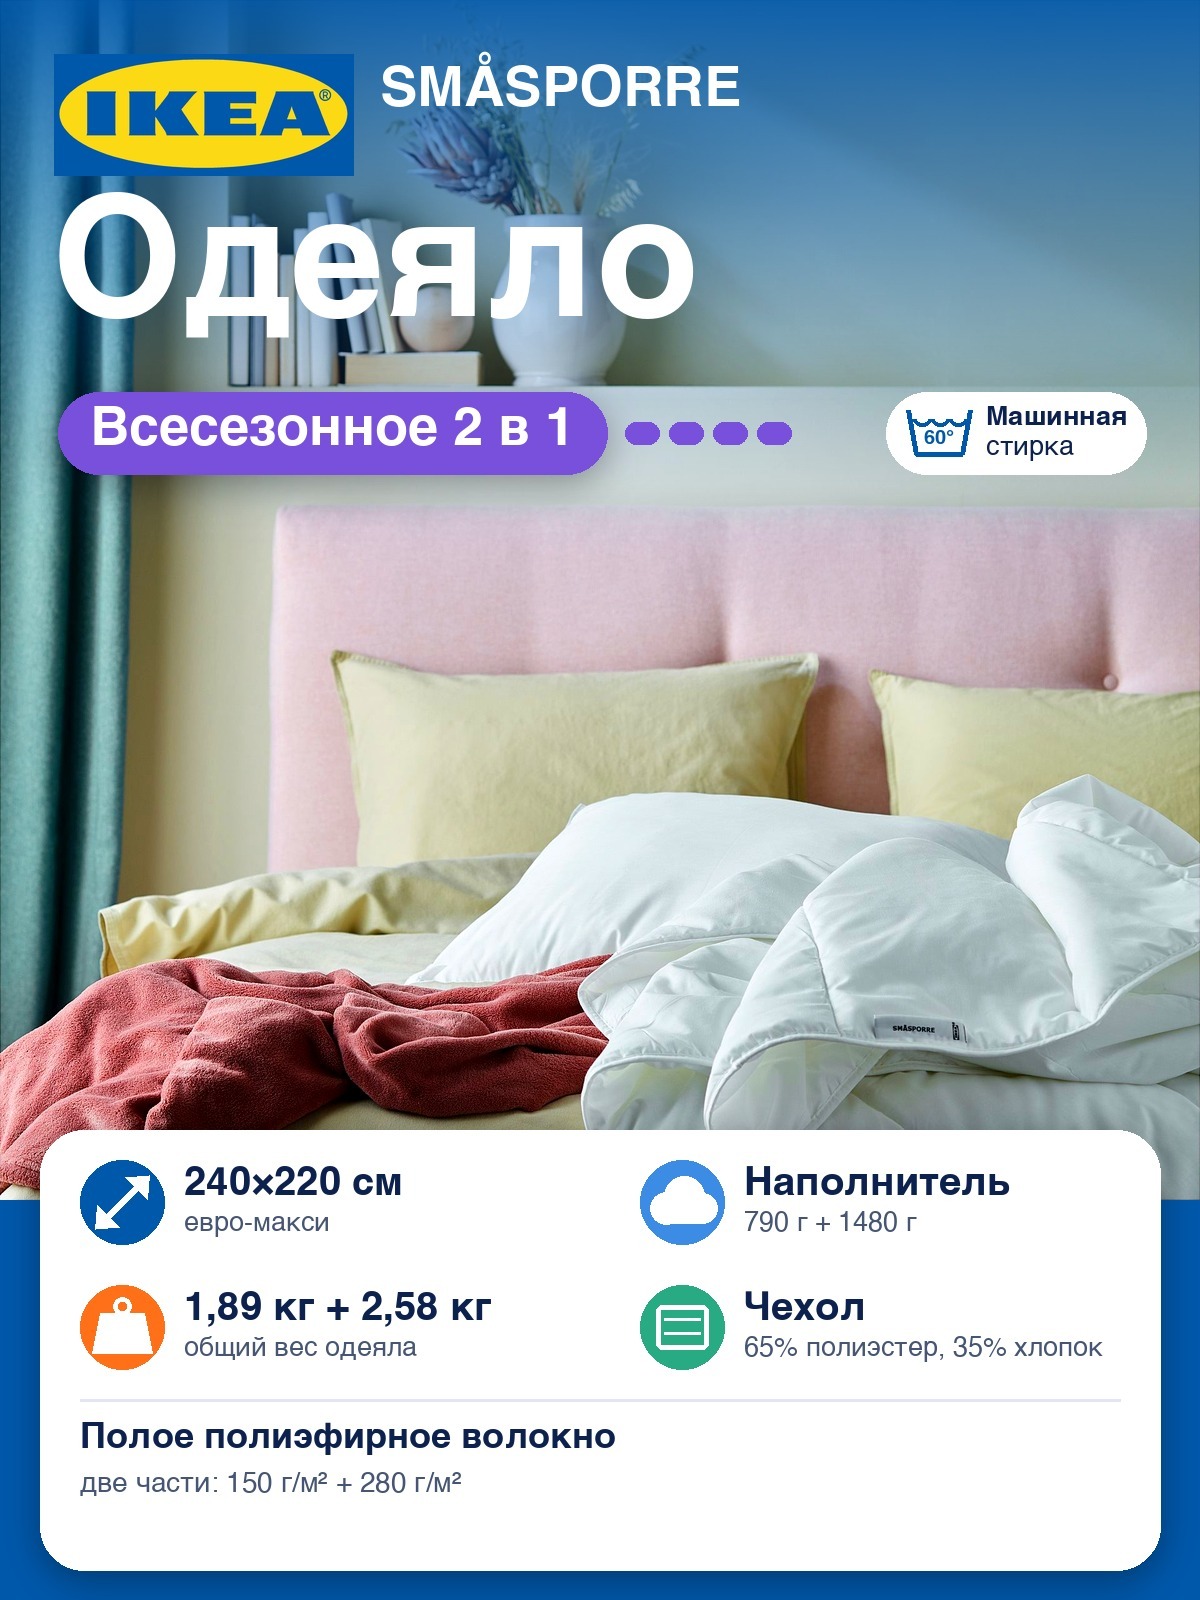 IKEA®
SMÅSPORRE
Одеяло
Всесезонное 2 в 1
60°
Машинная
стирка
SMÅSPORRE
240×220 см
евро-макси
Наполнитель
790 г + 1480 г
1,89 кг + 2,58 кг
общий вес одеяла
Чехол
65% полиэстер, 35% хлопок
Полое полиэфирное волокно
две части: 150 г/м² + 280 г/м²